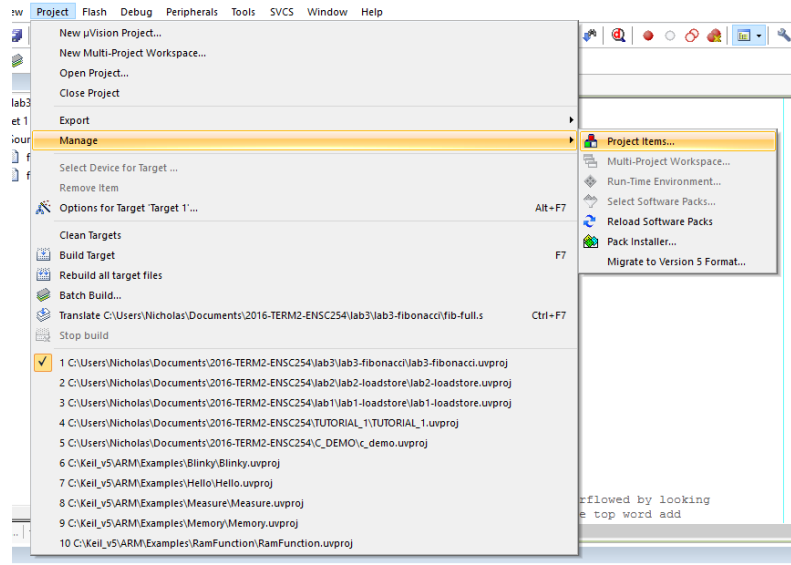 ew Project Flash Debug Peripherals Tools SVCS Window Help
New µVision Project...
New Multi-Project Workspace...
Open Project...
Close Project
lab3
et 1
Export
Sour
Manage
Project Items...
Multi-Project Workspace...
Run-Time Environment...
Select Software Packs...
Reload Software Packs
Pack Installer...
Migrate to Version 5 Format...
f
f
Select Device for Target ...
Remove Item
Options for Target 'Target 1'... Alt+F7
Clean Targets
Build Target F7
Rebuild all target files
Batch Build...
Translate C:\Users\Nicholas\Documents\2016-TERM2-ENSC254\lab3\lab3-fibonacci\fib-full.s Ctrl+F7
Stop build
1 C:\Users\Nicholas\Documents\2016-TERM2-ENSC254\lab3\lab3-fibonacci\lab3-fibonacci.uvproj
2 C:\Users\Nicholas\Documents\2016-TERM2-ENSC254\lab2\lab2-loadstore\lab2-loadstore.uvproj
3 C:\Users\Nicholas\Documents\2016-TERM2-ENSC254\lab1\lab1-loadstore\lab1-loadstore.uvproj
4 C:\Users\Nicholas\Documents\2016-TERM2-ENSC254\TUTORIAL_1\TUTORIAL_1.uvproj
5 C:\Users\Nicholas\Documents\2016-TERM2-ENSC254\C_DEMO\c_demo.uvproj
6 C:\Keil_v5\ARM\Examples\Blinky\Blinky.uvproj
7 C:\Keil_v5\ARM\Examples\Hello\Hello.uvproj
8 C:\Keil_v5\ARM\Examples\Measure\Measure.uvproj
9 C:\Keil_v5\ARM\Examples\Memory\Memory.uvproj
10 C:\Keil_v5\ARM\Examples\RamFunction\RamFunction.uvproj
rflowed by looking
e top word add